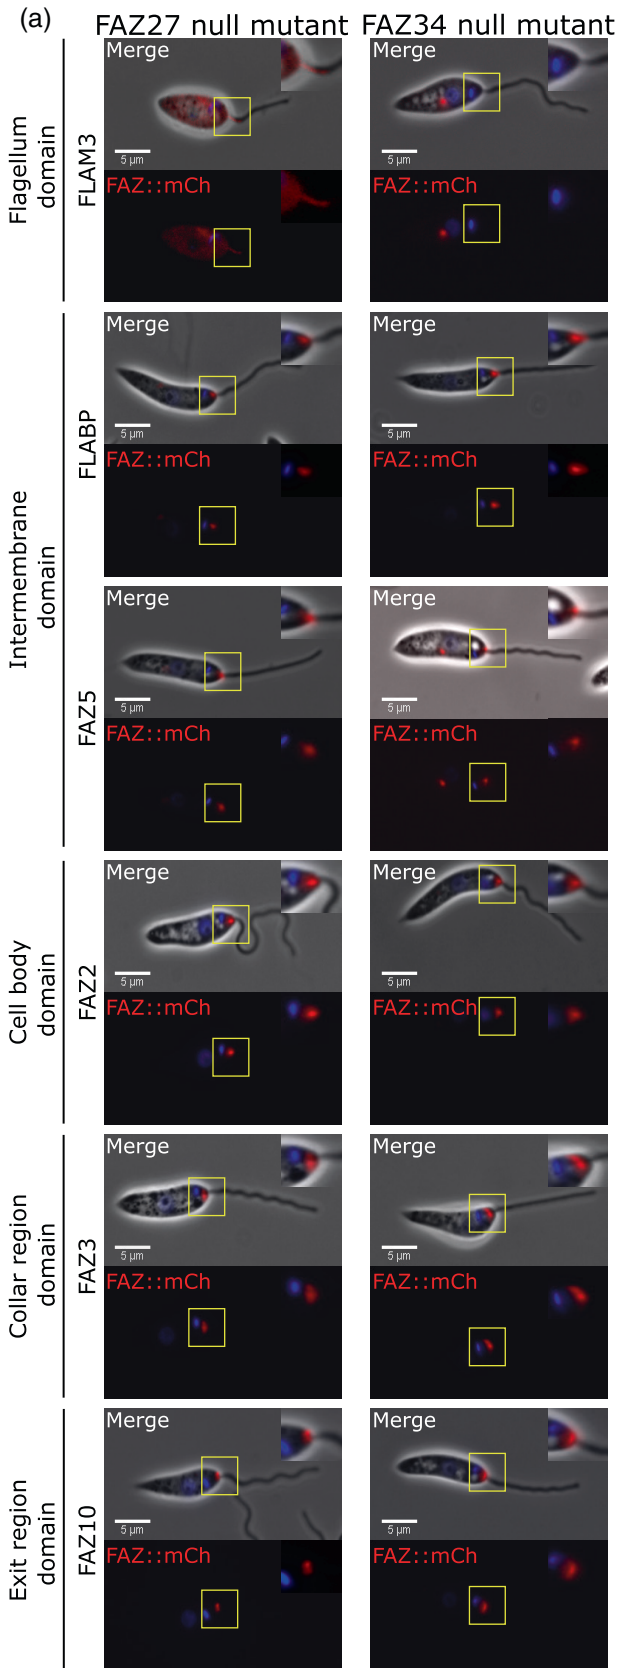 (a)
FAZ27 null mutant FAZ34 null mutant
Flagellum
domain
FLAM3
Merge
5 µm
FAZ::mCh
Merge
5 µm
FAZ::mCh
Intermembrane
domain
FLABP
Merge
5 µm
FAZ::mCh
Merge
5 µm
FAZ::mCh
FAZ5
Merge
5 µm
FAZ::mCh
Merge
5 µm
FAZ::mCh
Cell body
domain
FAZ2
Merge
5 µm
FAZ::mCh
Merge
5 µm
FAZ::mCh
Collar region
domain
FAZ3
Merge
5 µm
FAZ::mCh
Merge
5 µm
FAZ::mCh
Exit region
domain
FAZ10
Merge
5 µm
FAZ::mCh
Merge
5 µm
FAZ::mCh